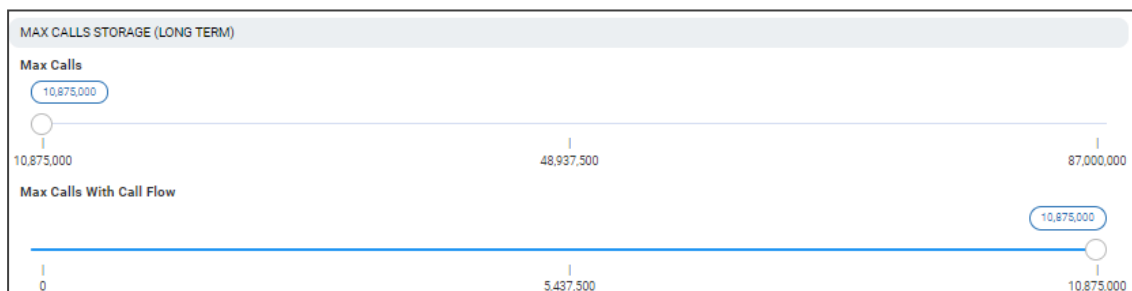 MAX CALLS STORAGE (LONG TERM)
Max Calls
10,875,000
10,875,000 48,937,500 87,000,000
Max Calls With Call Flow
10,875,000
0 5,437,500 10,875,000